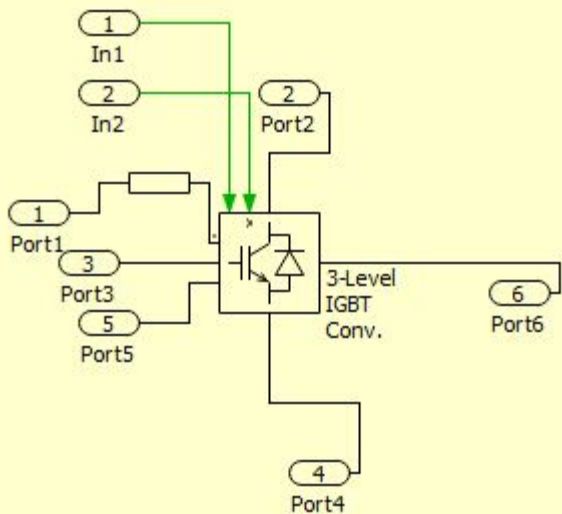 1
In1
2
In2
2
Port2
1
Port1
3
Port3
5
Port5
3-Level
IGBT
Conv.
6
Port6
4
Port4